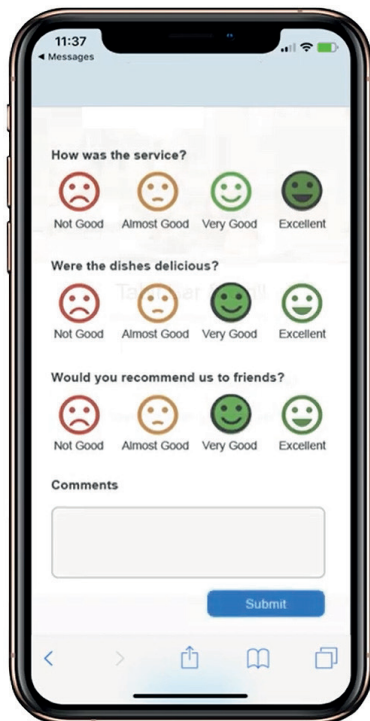 11:37
Messages
How was the service?
Not Good Almost Good Very Good Excellent
Were the dishes delicious?
Not Good Almost Good Very Good Excellent
Would you recommend us to friends?
Not Good Almost Good Very Good Excellent
Comments
Submit